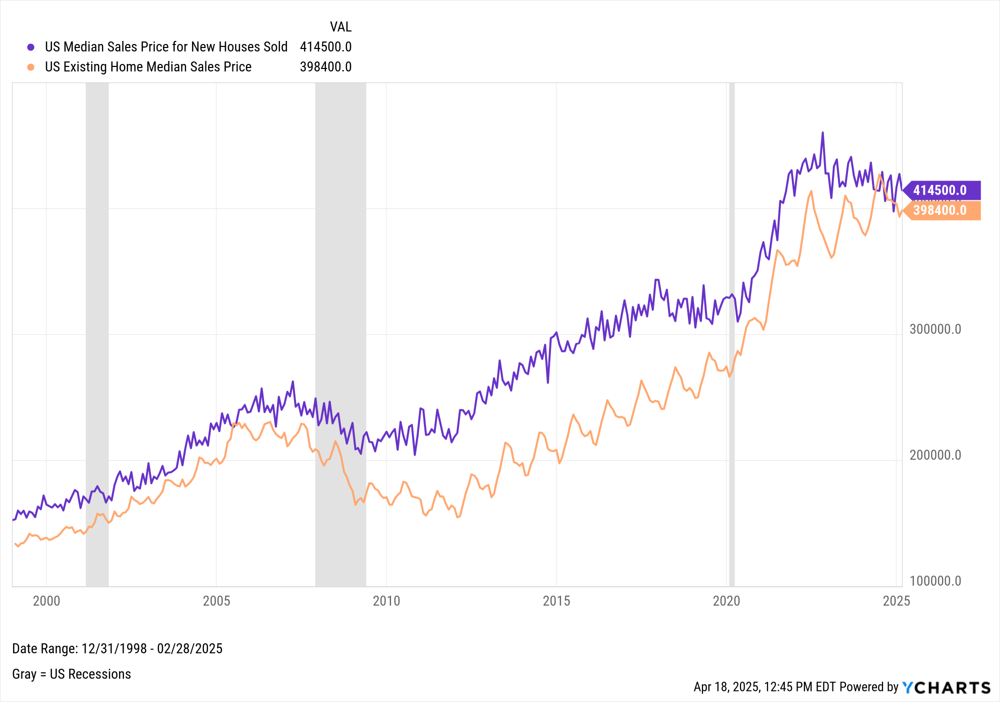 VAL
US Median Sales Price for New Houses Sold 414500.0
US Existing Home Median Sales Price 398400.0
414500.0
398400.0
300000.0
200000.0
100000.0
2000 2005 2010 2015 2020 2025
Date Range: 12/31/1998 - 02/28/2025
Gray = US Recessions
Apr 18, 2025, 12:45 PM EDT Powered by YCHARTS